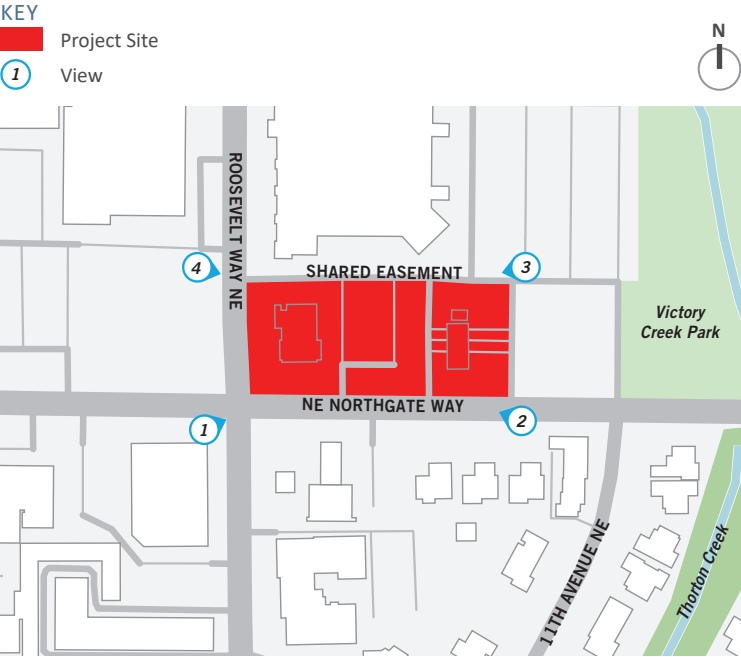 KEY
Project Site
1 View
N
ROOSEVELT WAY NE
4
SHARED EASEMENT
3
Victory
Creek Park
NE NORTHGATE WAY
1
2
11TH AVENUE NE
Thorton Creek